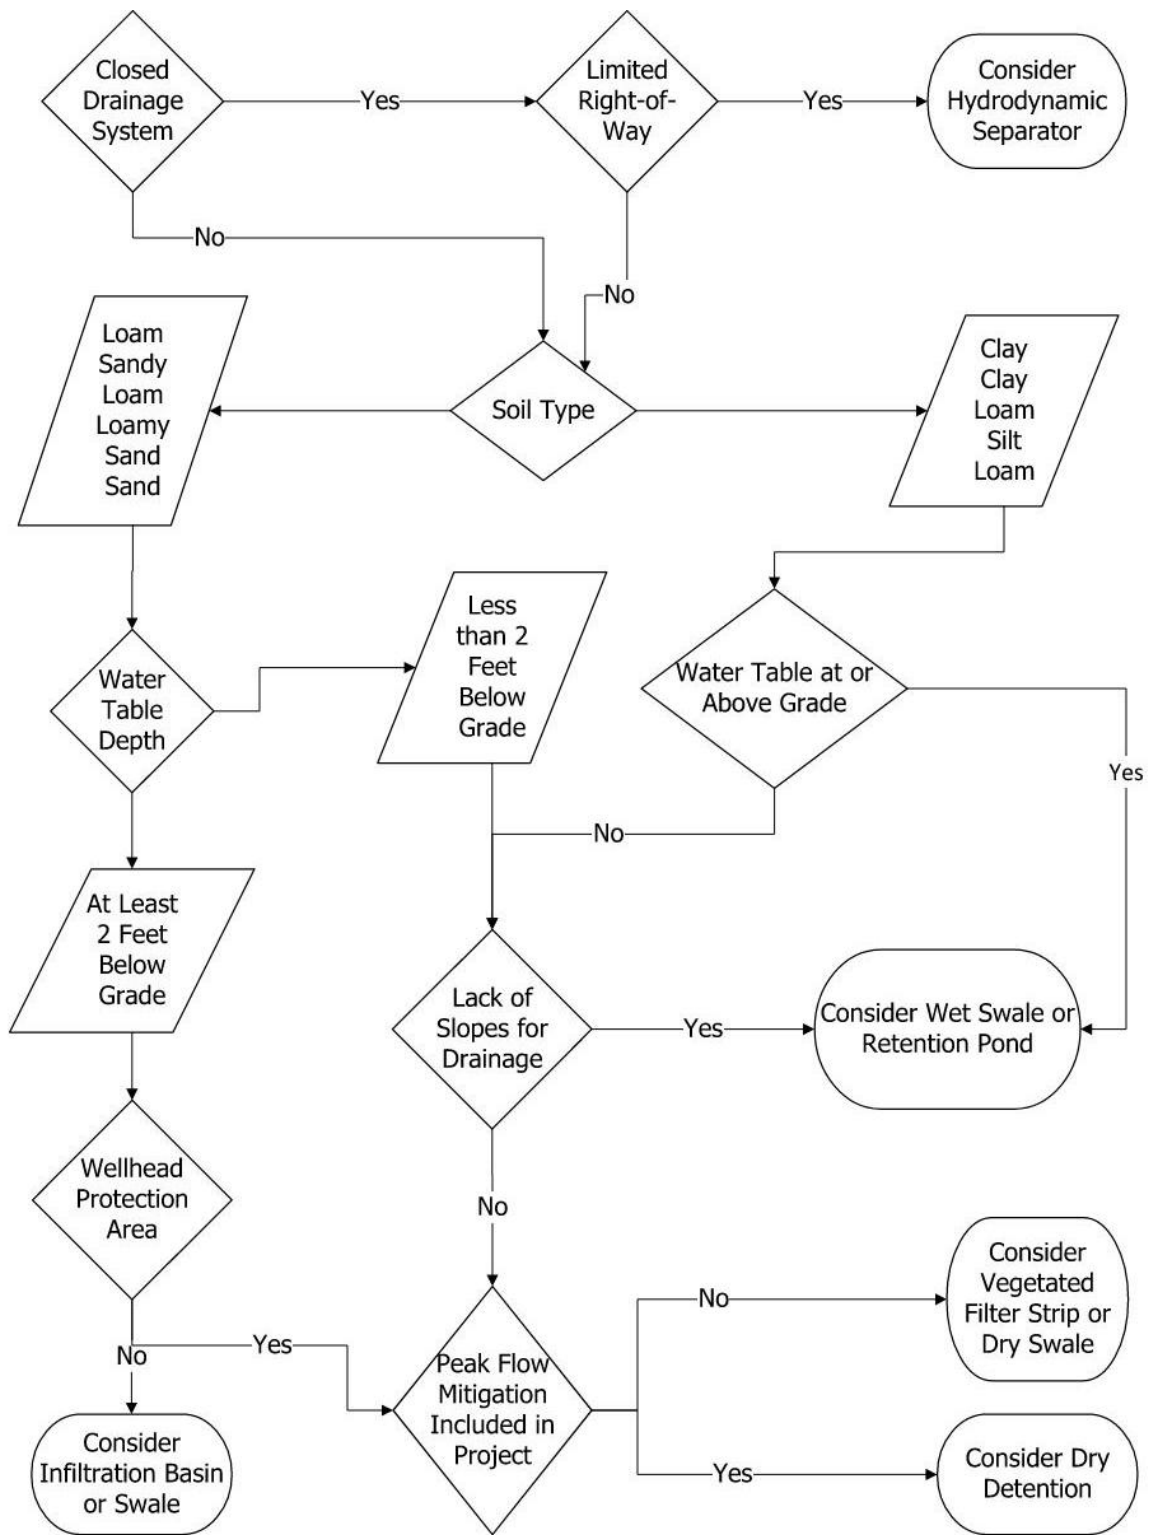 Closed
Drainage
System
Yes
Limited
Right-of-
Way
Yes
Consider
Hydrodynamic
Separator
No
No
Loam
Sandy
Loam
Loamy
Sand
Sand
Soil Type
Clay
Clay
Loam
Silt
Loam
Water
Table
Depth
Less
than 2
Feet
Below
Grade
Water Table at or
Above Grade
Yes
No
At Least
2 Feet
Below
Grade
Lack of
Slopes for
Drainage
Yes
Consider Wet Swale or
Retention Pond
Wellhead
Protection
Area
No
Yes
No
Peak Flow
Mitigation
Included in
Project
No
Consider
Vegetated
Filter Strip or
Dry Swale
Yes
Consider Dry
Detention
Consider
Infiltration Basin
or Swale